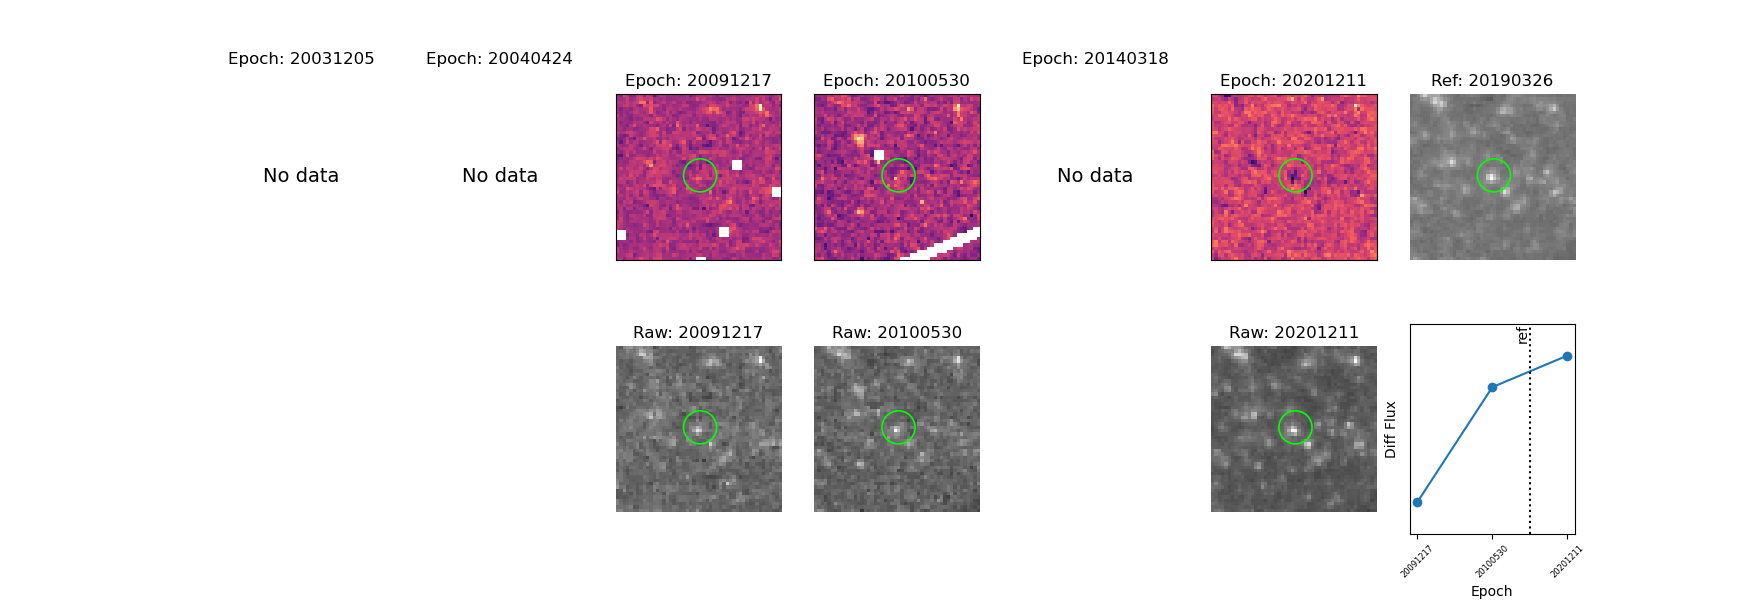 Epoch: 20031205
Epoch: 20040424
Epoch: 20140318
Epoch: 20091217
Epoch: 20100530
Epoch: 20201211
Ref: 20190326
No data
No data
No data
Raw: 20091217
Raw: 20100530
Raw: 20201211
ref
Diff Flux
20091217
20100530
20201211
Epoch